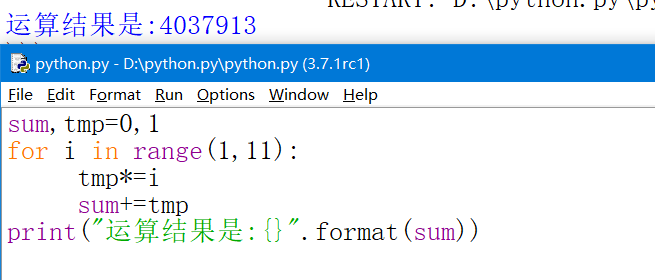 RESTART: D:\python.py\py
运算结果是:4037913
python.py - D:\python.py\python.py (3.7.1rc1)
File Edit Format Run Options Window Help
sum,tmp=0,1
for i in range(1,11):
    tmp*=i
    sum+=tmp
print("运算结果是:{}".format(sum))